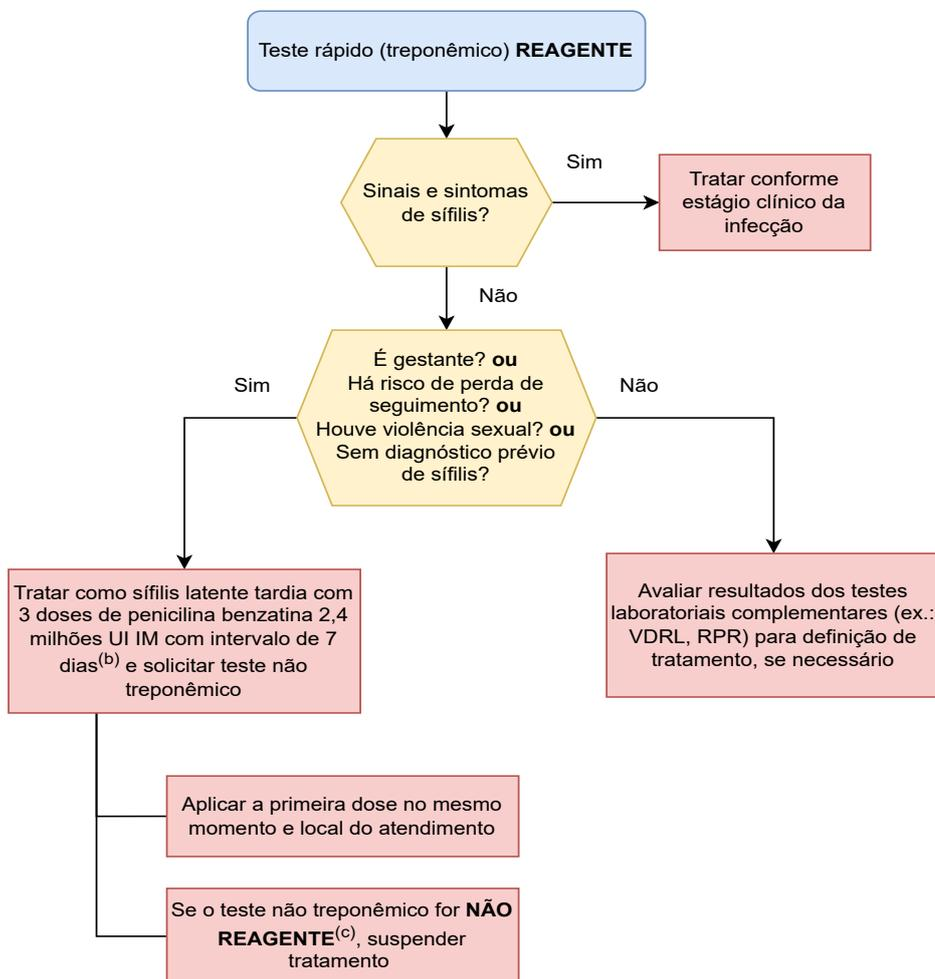 Teste rápido (treponêmico) REAGENTE
Sinais e sintomas
de sífilis?
Sim
Tratar conforme
estágio clínico da
infecção
Não
É gestante? ou
Há risco de perda de
seguimento? ou
Houve violência sexual? ou
Sem diagnóstico prévio
de sífilis?
Sim
Não
Tratar como sífilis latente tardia com
3 doses de penicilina benzatina 2,4
milhões UI IM com intervalo de 7
dias(b) e solicitar teste não
treponêmico
Avaliar resultados dos testes
laboratoriais complementares (ex.:
VDRL, RPR) para definição de
tratamento, se necessário
Aplicar a primeira dose no mesmo
momento e local do atendimento
Se o teste não treponêmico for NÃO
REAGENTE(c), suspender
tratamento